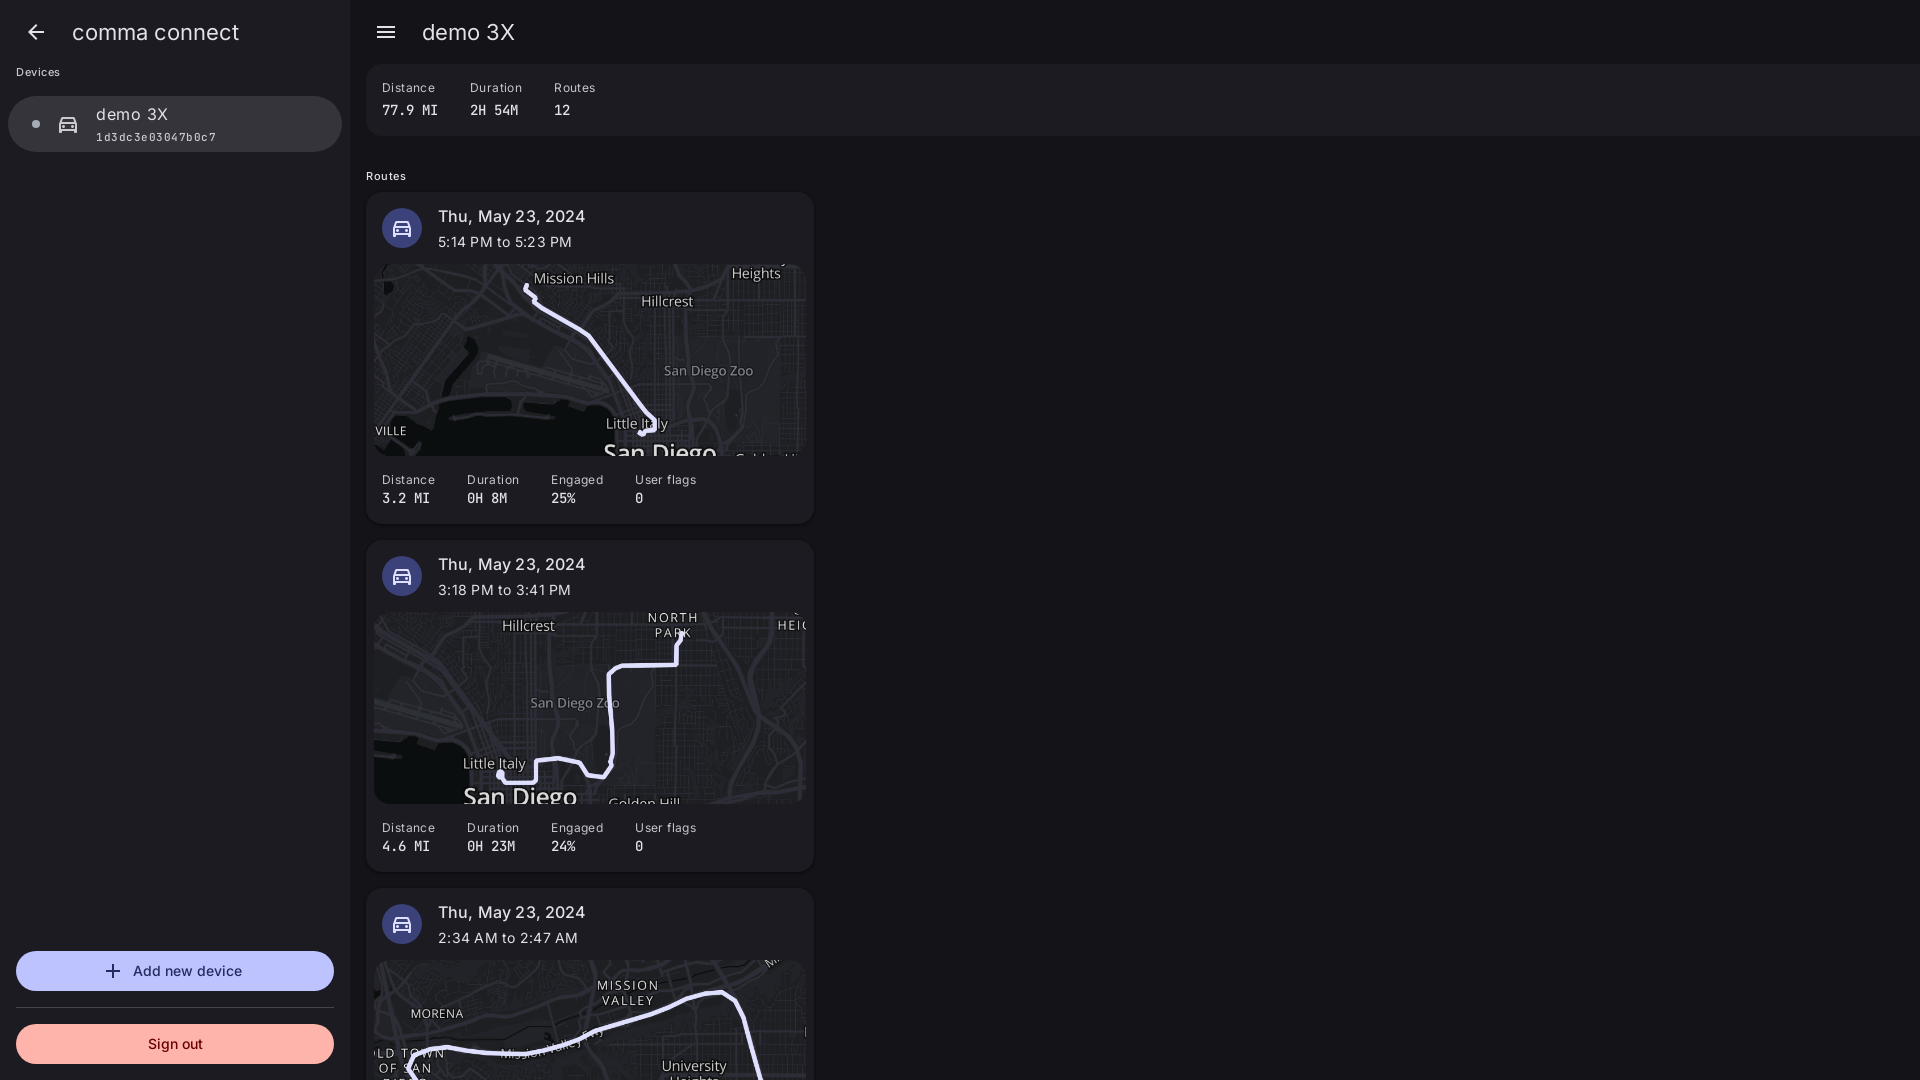 comma connect
Devices
demo 3X
1d3dc3e03047b0c7
Add new device
Sign out
demo 3X
Distance Duration Routes
77.9 MI 2H 54M 12
Routes
Thu, May 23, 2024
5:14 PM to 5:23 PM
Mission Hills
Heights
Hillcrest
San Diego Zoo
Little Italy
VILLE
San Diego
Distance Duration Engaged User flags
3.2 MI 0H 8M 25% 0
Thu, May 23, 2024
3:18 PM to 3:41 PM
NORTH
PARK
Hillcrest
HEIG
San Diego Zoo
Little Italy
San Diego
Golden Hill
Distance Duration Engaged User flags
4.6 MI 0H 23M 24% 0
Thu, May 23, 2024
2:34 AM to 2:47 AM
MISSION
VALLEY
MORENA
Mission Valley Fwy
OLD TOWN
OF SAN
University
Heights